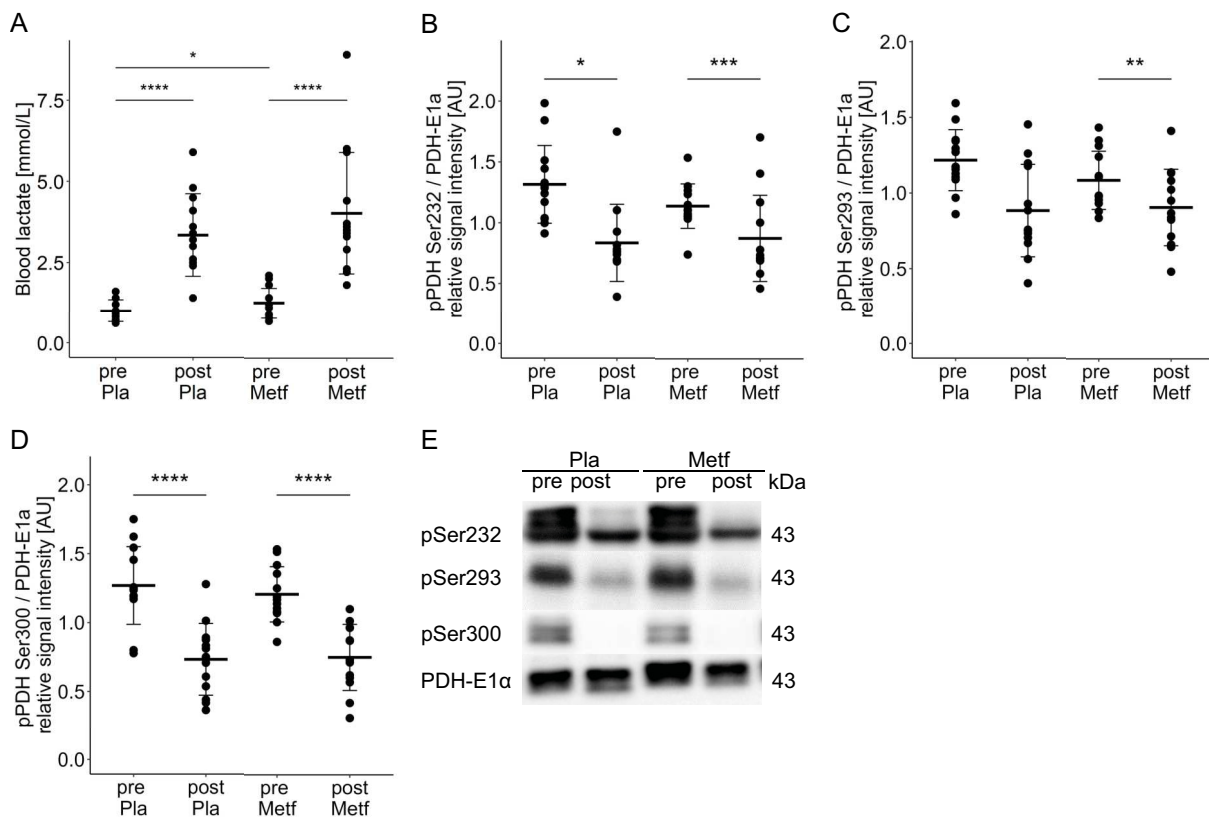 A
Blood lactate [mmol/L]
7.5
5.0
2.5
0.0
*
**** ****
pre post pre post
Pla Pla Metf Metf
B
pPDH Ser232 / PDH-E1a
relative signal intensity [AU]
2.0
1.5
1.0
0.5
0.0
* ***
pre post pre post
Pla Pla Metf Metf
C
pPDH Ser293 / PDH-E1a
relative signal intensity [AU]
2.0
1.5
1.0
0.5
0.0
**
pre post pre post
Pla Pla Metf Metf
D
pPDH Ser300 / PDH-E1a
relative signal intensity [AU]
2.0
1.5
1.0
0.5
0.0
**** ****
pre post pre post
Pla Pla Metf Metf
E
Pla Metf
pre post pre post kDa
pSer232 43
pSer293 43
pSer300 43
PDH-E1α 43